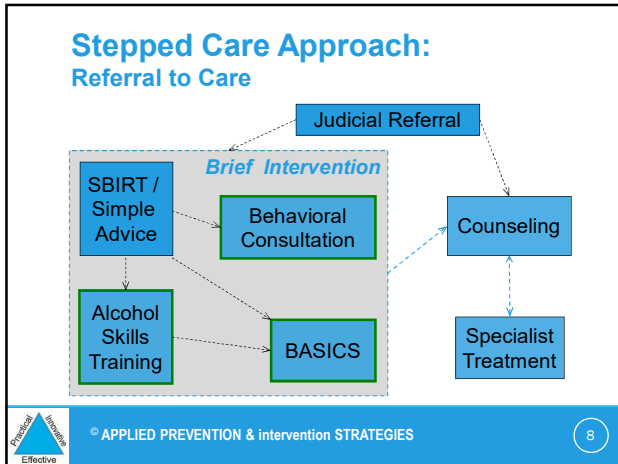 Stepped Care Approach:
Referral to Care
Judicial Referral
Brief Intervention
SBIRT /
Simple
Advice
Behavioral
Consultation
Counseling
Alcohol
Skills
Training
BASICS
Specialist
Treatment
Practical
Innovative
Effective
© APPLIED PREVENTION & intervention STRATEGIES
8